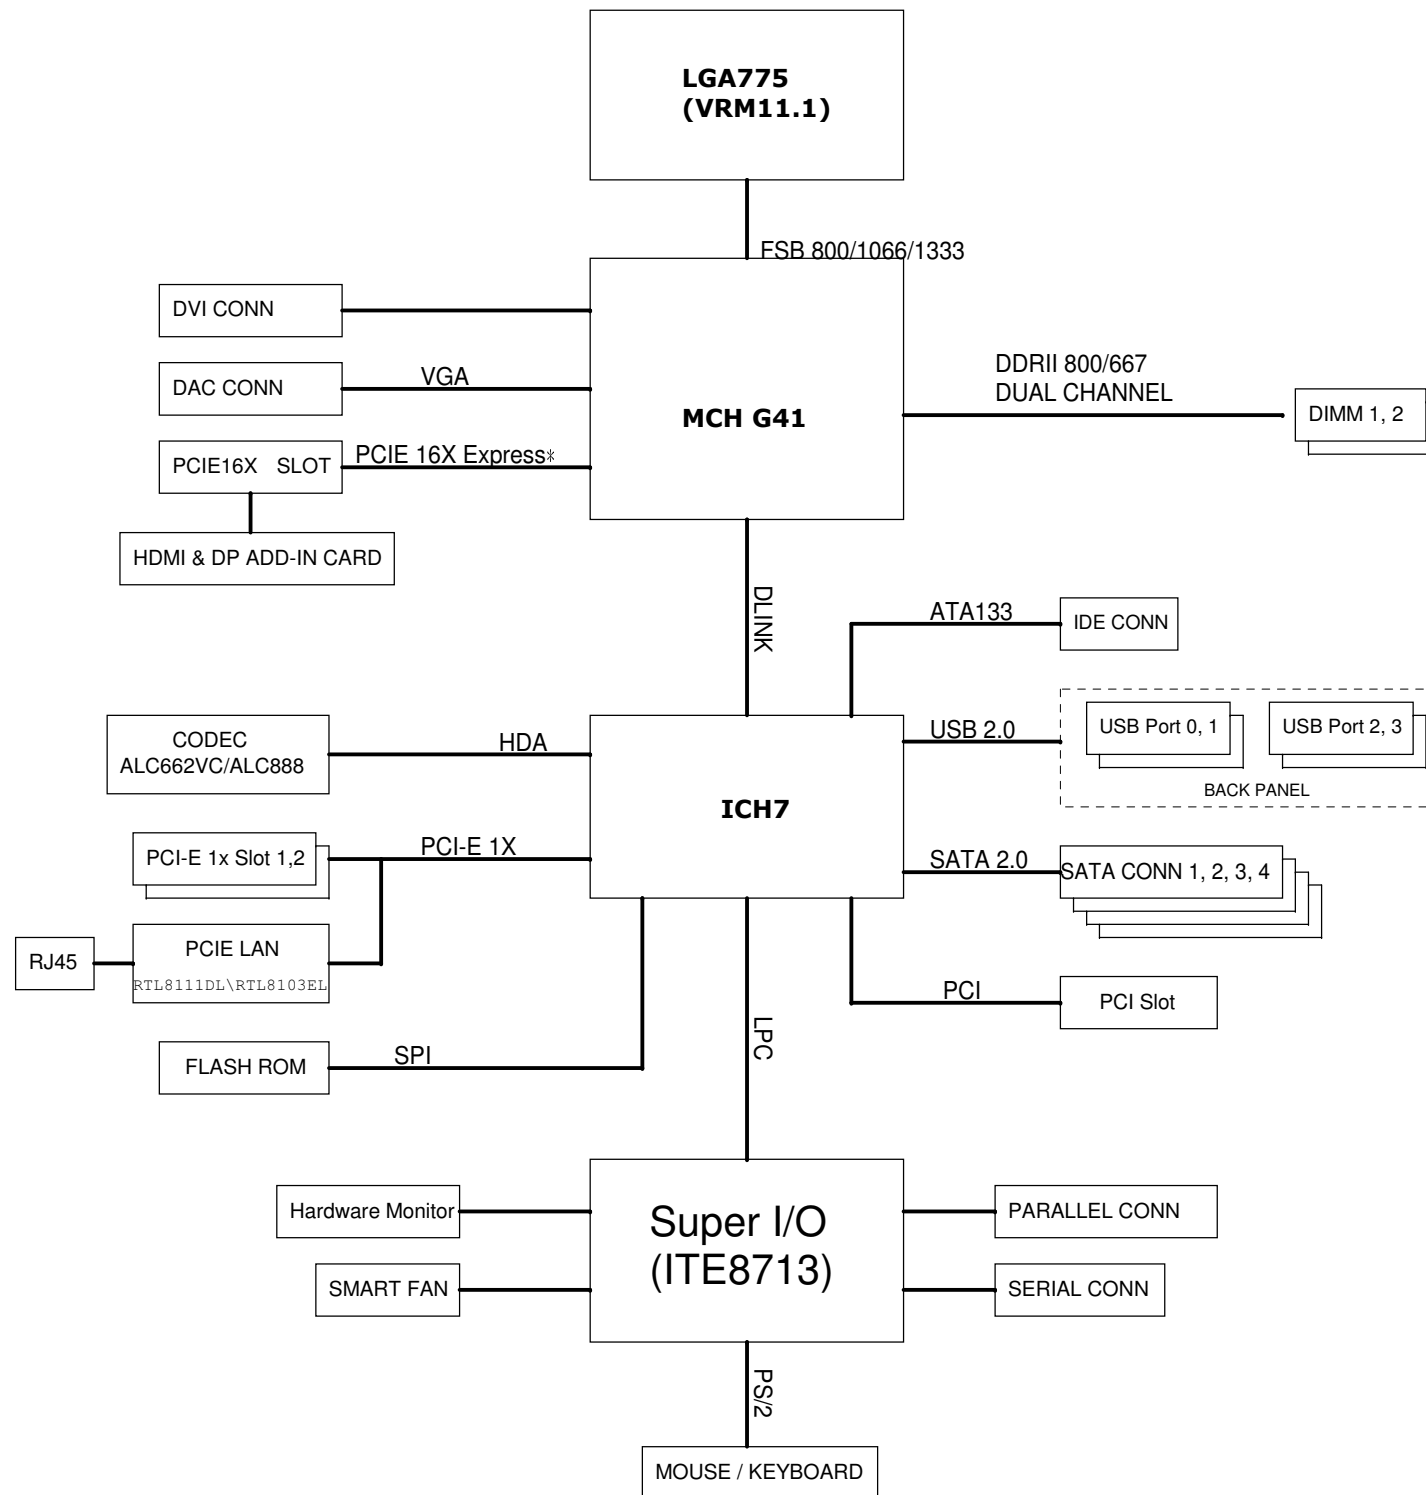 LGA775
(VRM11.1)
FSB 800/1066/1333
DVI CONN
DAC CONN
VGA
MCH G41
DDRII 800/667
DUAL CHANNEL
DIMM 1, 2
PCIE16X SLOT
PCIE 16X Express*
HDMI & DP ADD-IN CARD
DLINK
ATA133
IDE CONN
CODEC
ALC662VC/ALC888
HDA
ICH7
USB 2.0
USB Port 0, 1
USB Port 2, 3
BACK PANEL
PCI-E 1x Slot 1,2
PCI-E 1X
SATA 2.0
SATA CONN 1, 2, 3, 4
RJ45
PCIE LAN
RTL8111DL\RTL8103EL
PCI
PCI Slot
FLASH ROM
SPI
LPC
Hardware Monitor
SMART FAN
Super I/O
(ITE8713)
PARALLEL CONN
SERIAL CONN
PS/2
MOUSE / KEYBOARD